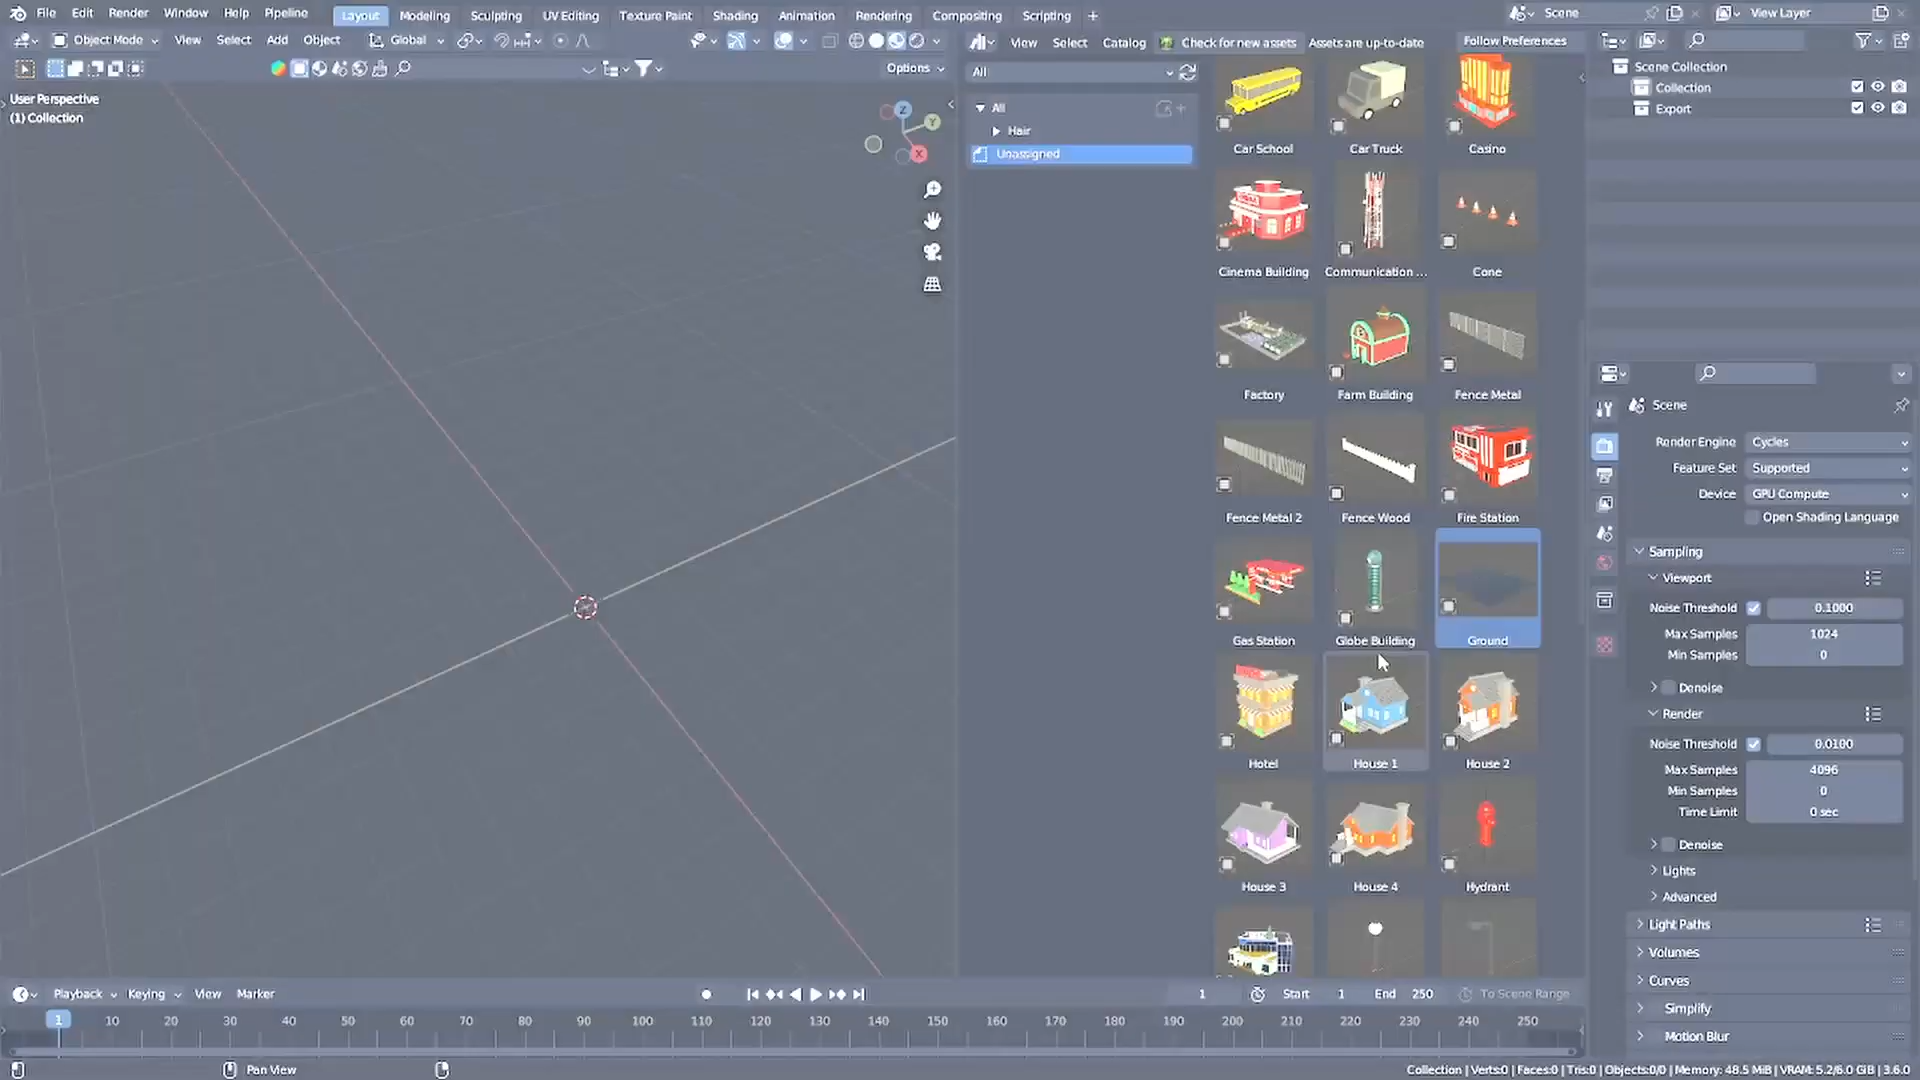 File Edit Render Window Help Pipeline Layout Modeling Sculpting UV Editing Texture Paint Shading Animation Rendering Compositing Scripting + Scene View Layer
Object Mode View Select Add Object Global View Select Catalog Check for new assets Assets are up-to-date Follow Preferences
Options
All
User Perspective
(1) Collection
Z
Y
X
All
Hair
Unassigned
Car School Car Truck Casino
Cinema Building Communication ... Cone
Factory Farm Building Fence Metal
Fence Metal 2 Fence Wood Fire Station
Gas Station Globe Building Ground
Hotel House 1 House 2
House 3 House 4 Hydrant
Scene Collection
Collection
Export
Scene
Render Engine Cycles
Feature Set Supported
Device GPU Compute
Open Shading Language
Sampling
Viewport
Noise Threshold 0.1000
Max Samples 1024
Min Samples 0
Denoise
Render
Noise Threshold 0.0100
Max Samples 4096
Min Samples 0
Time Limit 0 sec
Denoise
Lights
Advanced
Light Paths
Volumes
Curves
Simplify
Motion Blur
Playback Keying View Marker 1 Start 1 End 250 To Scene Range
1 10 20 30 40 50 60 70 80 90 100 110 120 130 140 150 160 170 180 190 200 210 220 230 240 250
Pan View
Collection | Verts:0 | Faces:0 | Tris:0 | Objects:0/0 | Memory: 48.5 MiB | VRAM: 5.2/6.0 GiB | 3.6.0